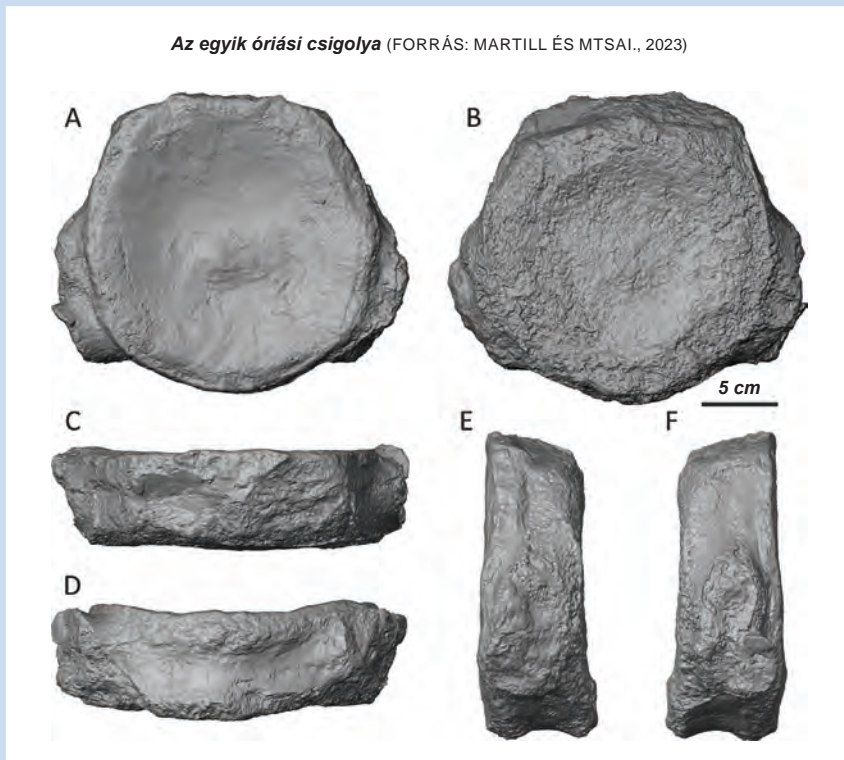 Az egyik óriási csigolya (FORRÁS: MARTILL ÉS MTSAI., 2023)
A
B
5 cm
C
E
F
D